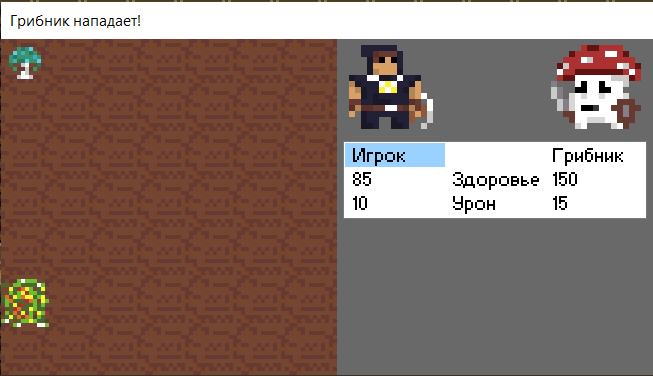 Грибник нападает!
Игрок Грибник
85 Здоровье 150
10 Урон 15